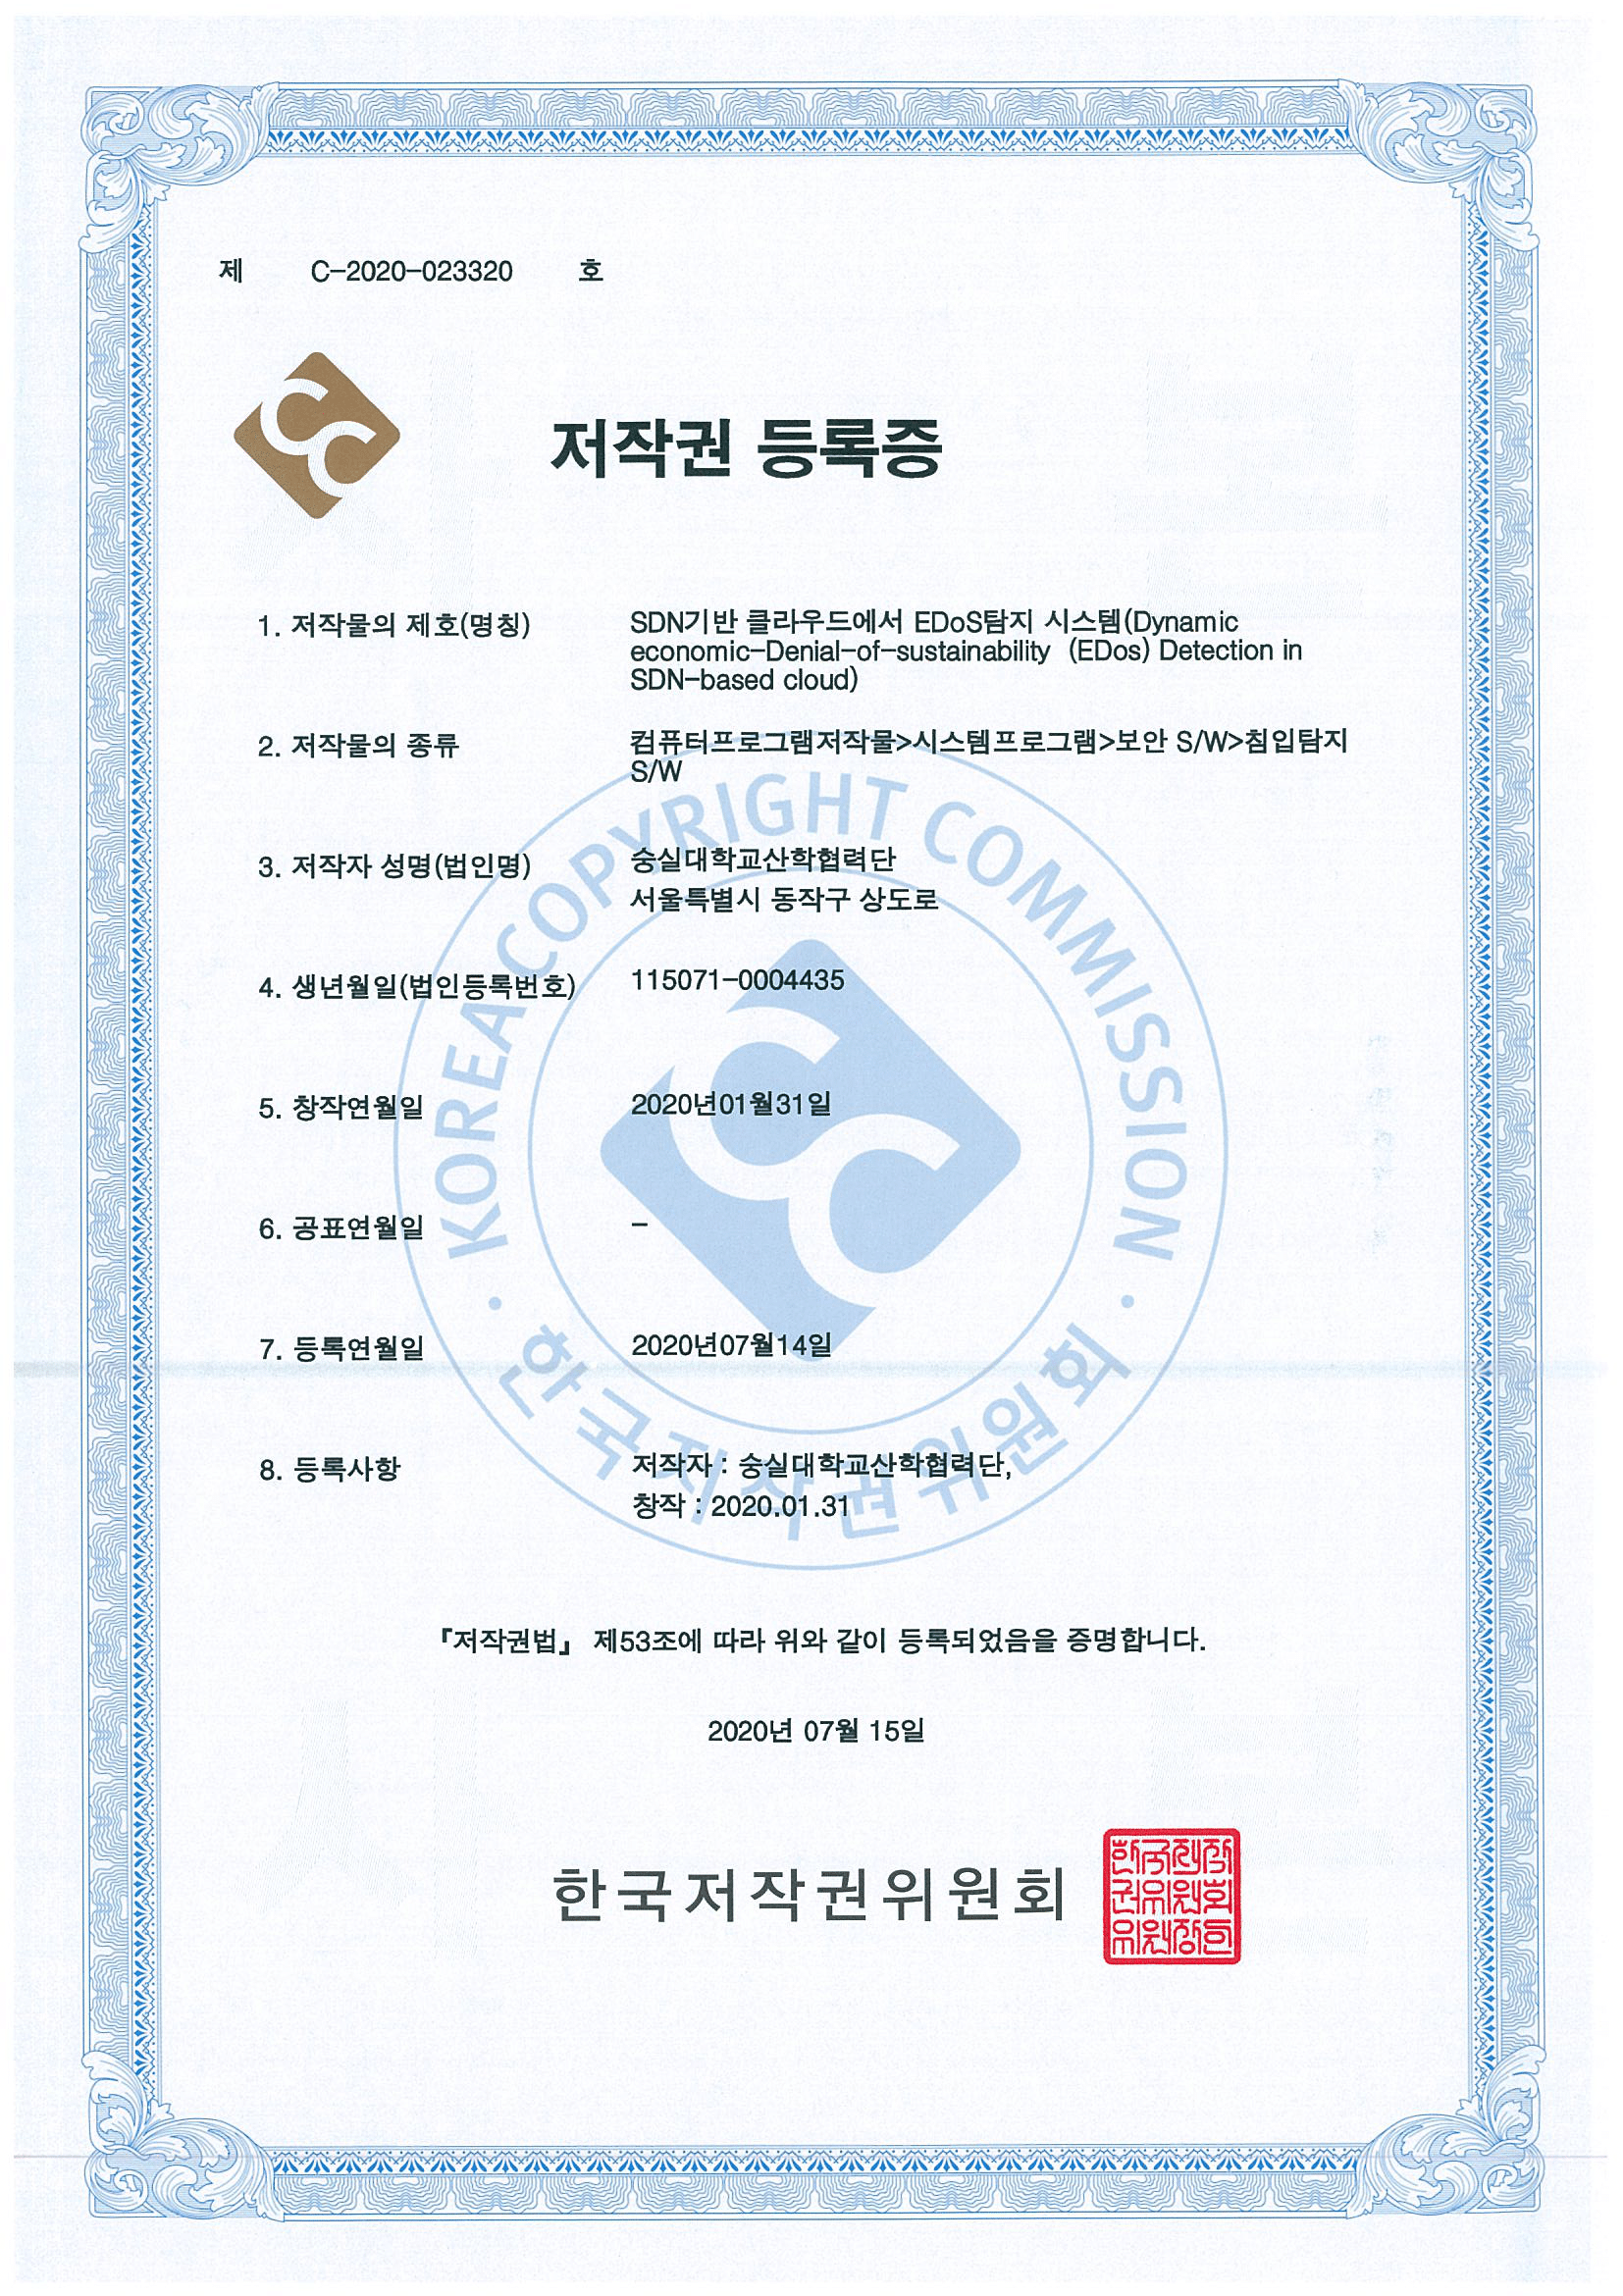 제 C-2020-023320 호
저작권 등록증
1. 저작물의 제호(명칭)
SDN기반 클라우드에서 EDoS탐지 시스템(Dynamic
economic-Denial-of-sustainability (EDos) Detection in
SDN-based cloud)
2. 저작물의 종류
컴퓨터프로그램저작물>시스템프로그램>보안 S/W>침입탐지
S/W
3. 저작자 성명(법인명)
숭실대학교산학협력단
서울특별시 동작구 상도로
4. 생년월일(법인등록번호)
115071-0004435
5. 창작연월일
2020년01월31일
6. 공표연월일
-
7. 등록연월일
2020년07월14일
8. 등록사항
저작자 : 숭실대학교산학협력단,
창작 : 2020.01.31
KOREA COPYRIGHT COMMISSION
한국저작권위원회
『저작권법』 제53조에 따라 위와 같이 등록되었음을 증명합니다.
2020년 07월 15일
한국저작권위원회